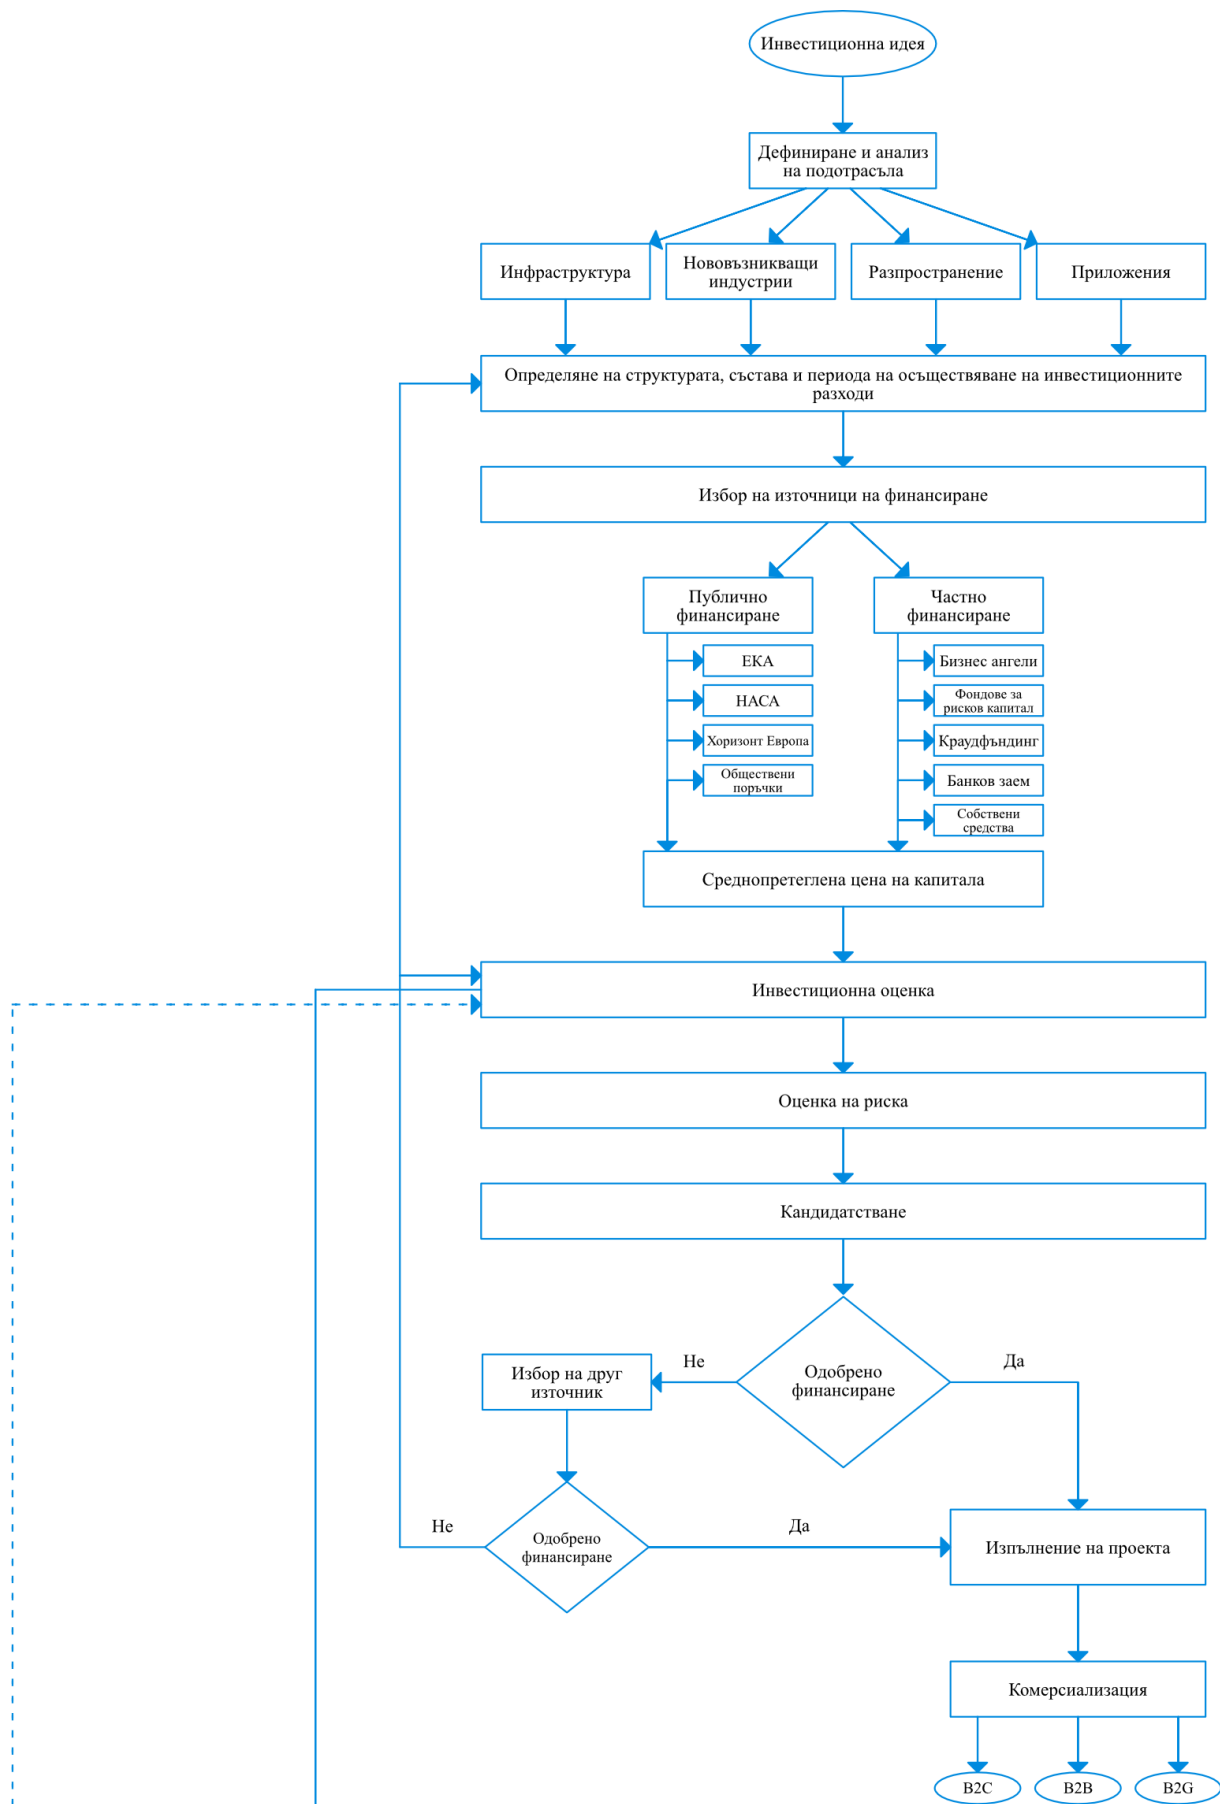 Инвестиционна идея
Дефиниране и анализ
на подотрасъла
Инфраструктура
Нововъзникващи
индустрии
Разпространение
Приложения
Определяне на структурата, състава и периода на осъществяване на инвестиционните
разходи
Избор на източници на финансиране
Публично
финансиране
Частно
финансиране
ЕКА
НАСА
Хоризонт Европа
Обществени
поръчки
Бизнес ангели
Фондове за
рисков капитал
Краудфъндинг
Банков заем
Собствени
средства
Среднопретеглена цена на капитала
Инвестиционна оценка
Оценка на риска
Кандидатстване
Одобрено
финансиране
Не
Да
Избор на друг
източник
Одобрено
финансиране
Не
Да
Изпълнение на проекта
Комерсиализация
B2C
B2B
B2G